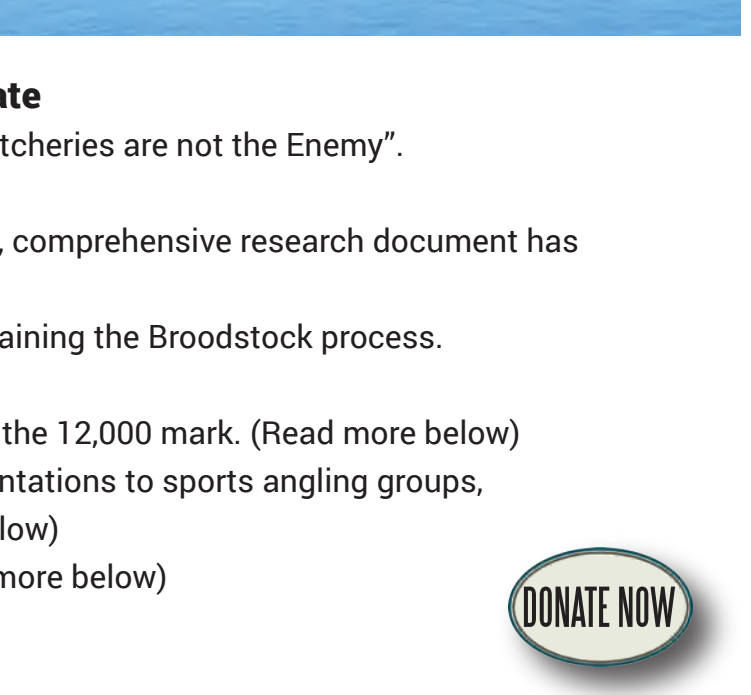 ate
tcheries are not the Enemy”.
, comprehensive research document has
aining the Broodstock process.
the 12,000 mark. (Read more below)
ntations to sports angling groups,
low)
more below)
DONATE NOW